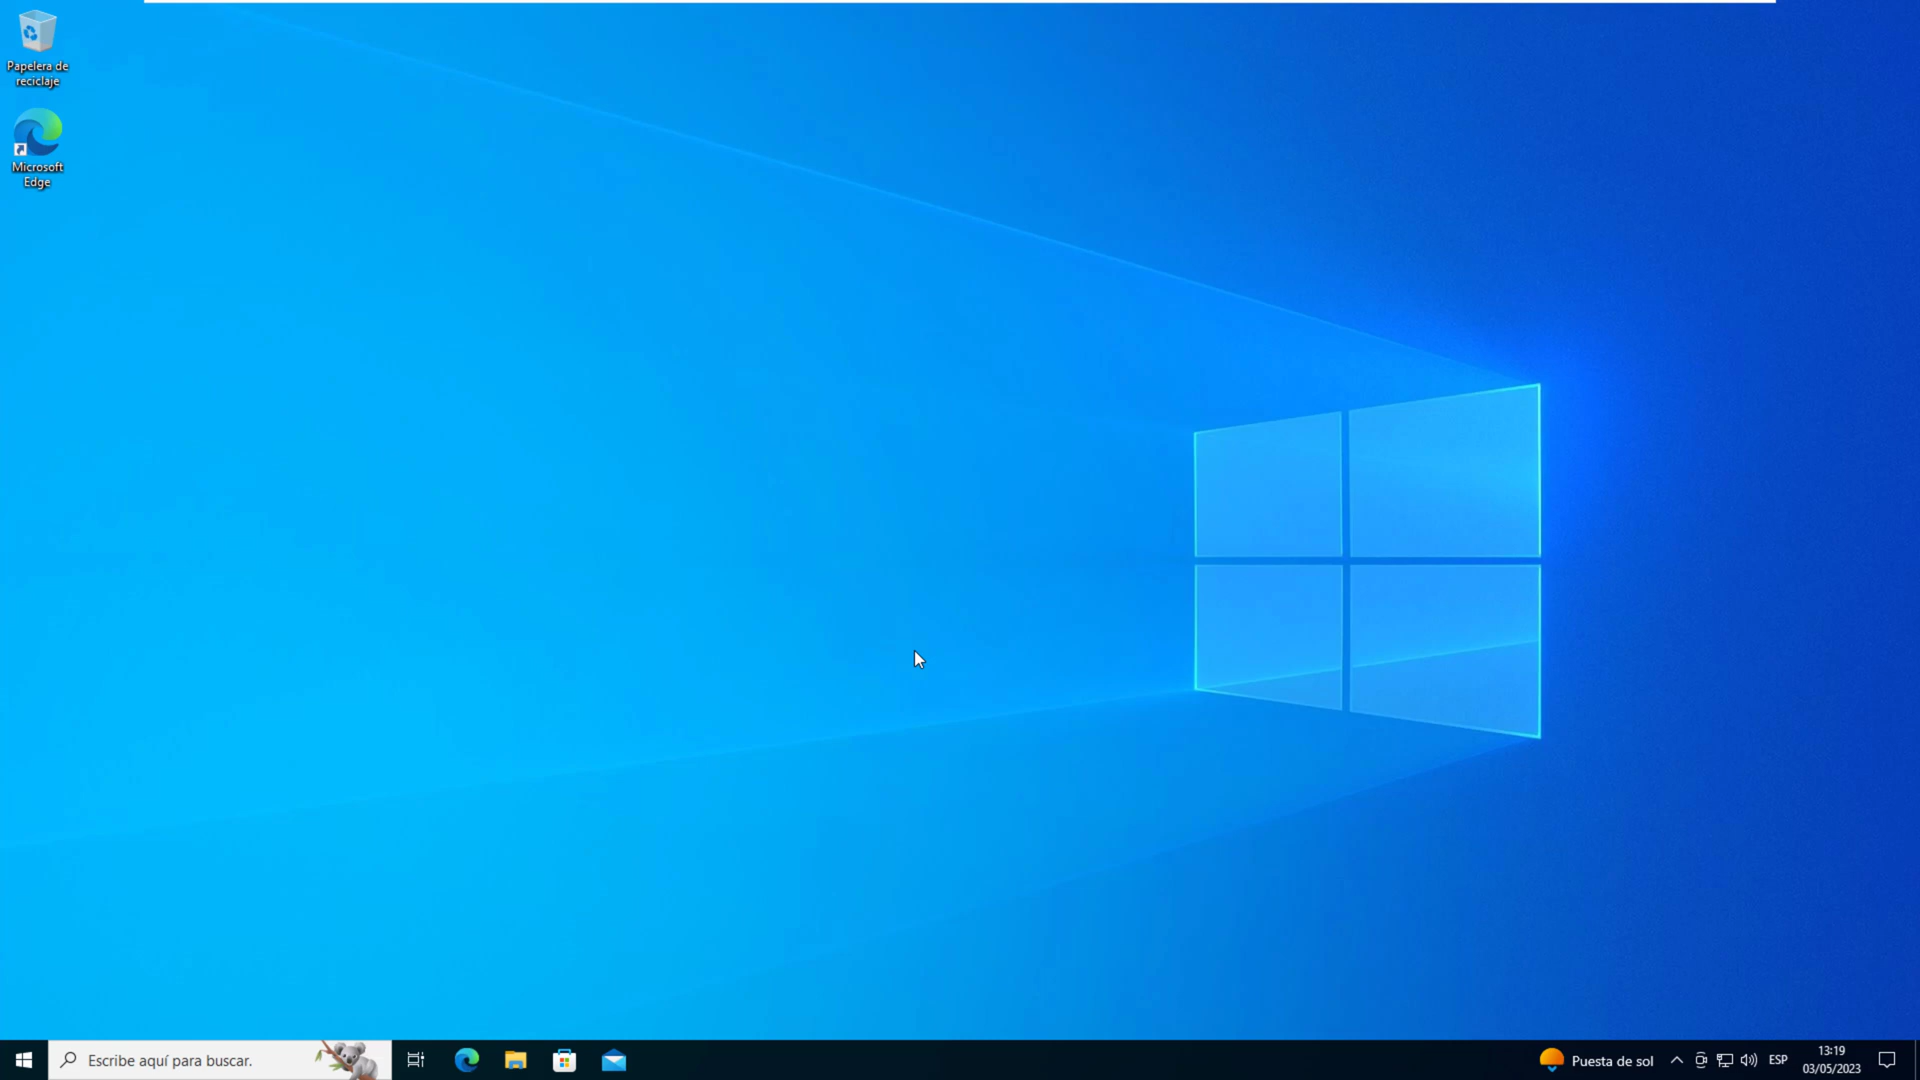 Papelera de
reciclaje
Microsoft
Edge
Escribe aquí para buscar.
Puesta de sol
ESP
13:19
03/05/2023